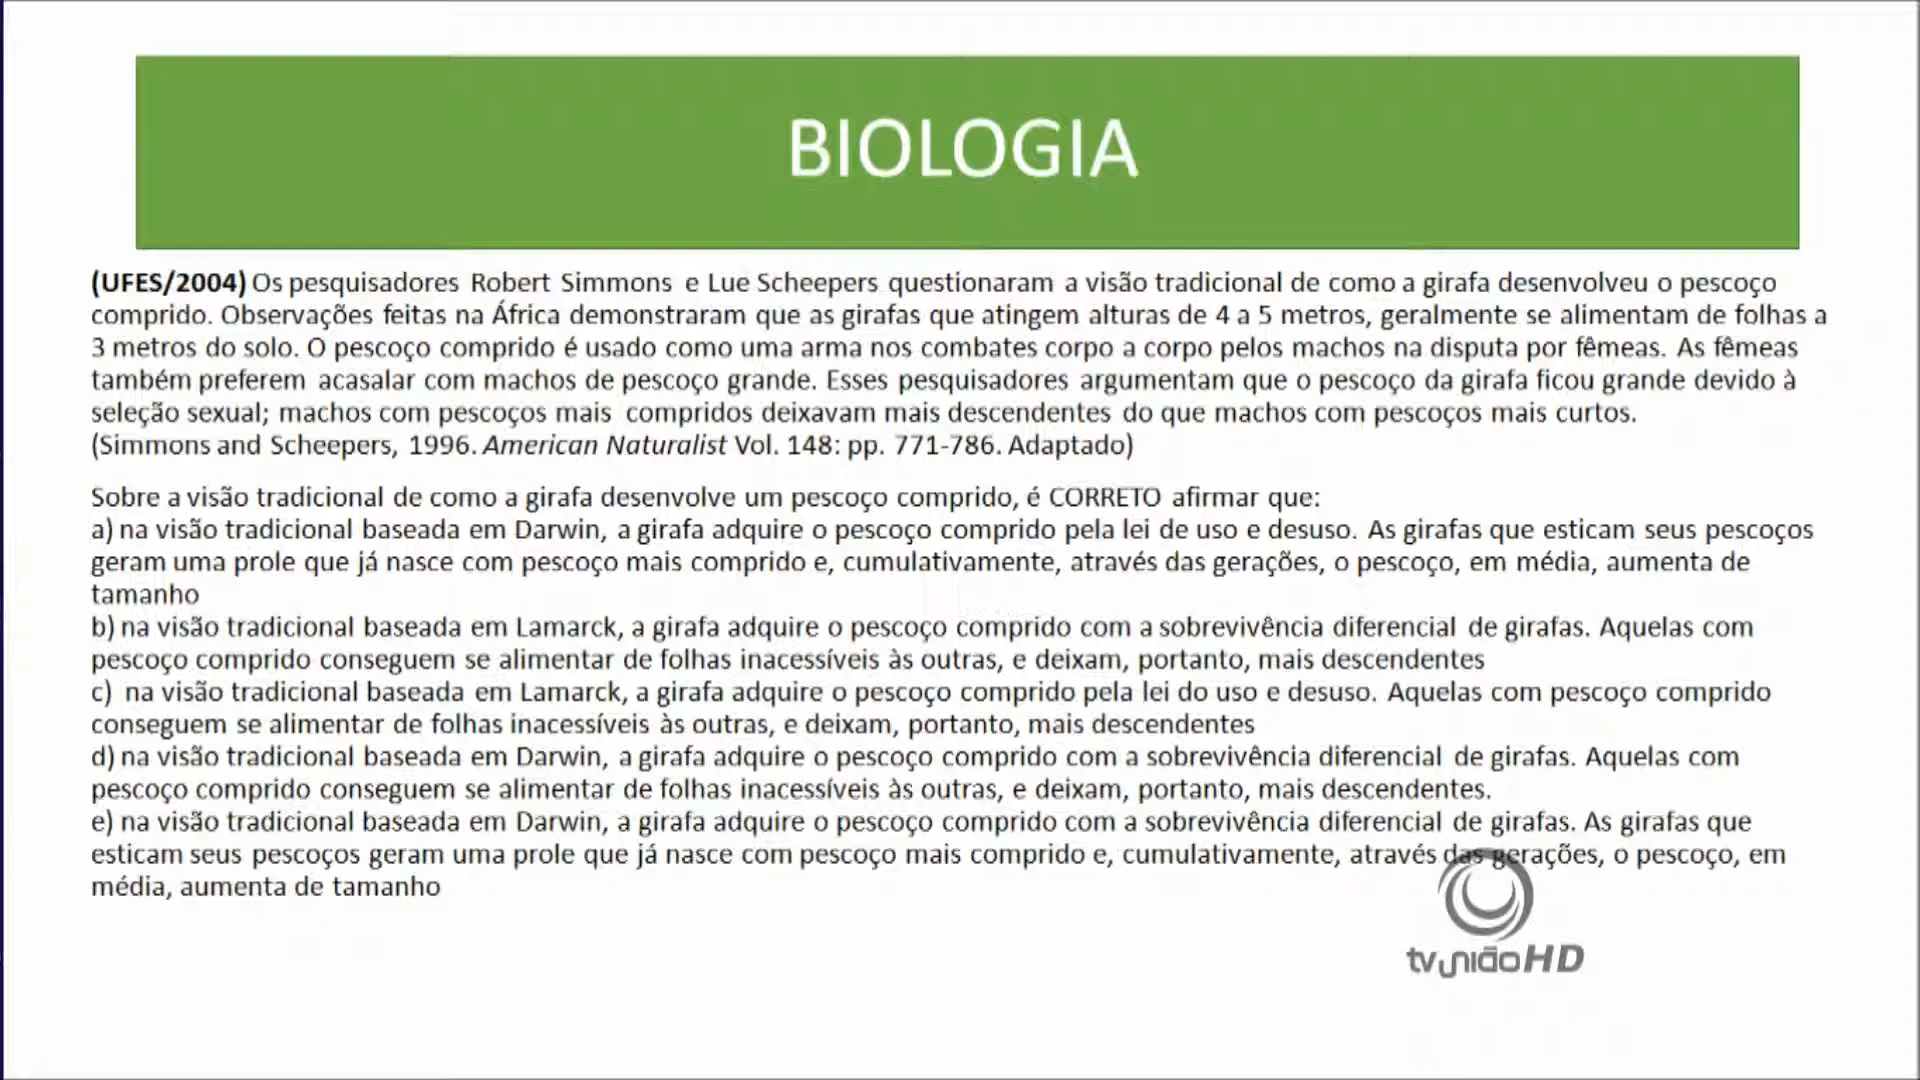 BIOLOGIA
(UFES/2004) Os pesquisadores Robert Simmons e Lue Scheepers questionaram a visão tradicional de como a girafa desenvolveu o pescoço
comprido. Observações feitas na África demonstraram que as girafas que atingem alturas de 4 a 5 metros, geralmente se alimentam de folhas a
3 metros do solo. O pescoço comprido é usado como uma arma nos combates corpo a corpo pelos machos na disputa por fêmeas. As fêmeas
também preferem acasalar com machos de pescoço grande. Esses pesquisadores argumentam que o pescoço da girafa ficou grande devido à
seleção sexual; machos com pescoços mais compridos deixavam mais descendentes do que machos com pescoços mais curtos.
(Simmons and Scheepers, 1996. American Naturalist Vol. 148: pp. 771-786. Adaptado)
Sobre a visão tradicional de como a girafa desenvolve um pescoço comprido, é CORRETO afirmar que:
a) na visão tradicional baseada em Darwin, a girafa adquire o pescoço comprido pela lei de uso e desuso. As girafas que esticam seus pescoços
geram uma prole que já nasce com pescoço mais comprido e, cumulativamente, através das gerações, o pescoço, em média, aumenta de
tamanho
b) na visão tradicional baseada em Lamarck, a girafa adquire o pescoço comprido com a sobrevivência diferencial de girafas. Aquelas com
pescoço comprido conseguem se alimentar de folhas inacessíveis às outras, e deixam, portanto, mais descendentes
c) na visão tradicional baseada em Lamarck, a girafa adquire o pescoço comprido pela lei do uso e desuso. Aquelas com pescoço comprido
conseguem se alimentar de folhas inacessíveis às outras, e deixam, portanto, mais descendentes
d) na visão tradicional baseada em Darwin, a girafa adquire o pescoço comprido com a sobrevivência diferencial de girafas. Aquelas com
pescoço comprido conseguem se alimentar de folhas inacessíveis às outras, e deixam, portanto, mais descendentes.
e) na visão tradicional baseada em Darwin, a girafa adquire o pescoço comprido com a sobrevivência diferencial de girafas. As girafas que
esticam seus pescoços geram uma prole que já nasce com pescoço mais comprido e, cumulativamente, através das gerações, o pescoço, em
média, aumenta de tamanho
tv união HD